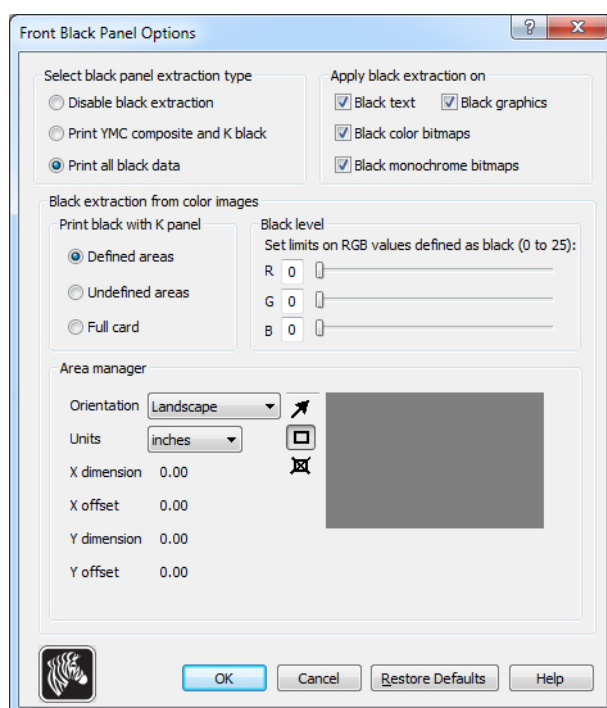 Front Black Panel Options
?
X
Select black panel extraction type
Disable black extraction
Print YMC composite and K black
Print all black data
Apply black extraction on
Black text
Black graphics
Black color bitmaps
Black monochrome bitmaps
Black extraction from color images
Print black with K panel
Defined areas
Undefined areas
Full card
Black level
Set limits on RGB values defined as black (0 to 25):
R 0
G 0
B 0
Area manager
Orientation Landscape
Units inches
X dimension 0.00
X offset 0.00
Y dimension 0.00
Y offset 0.00
OK Cancel Restore Defaults Help